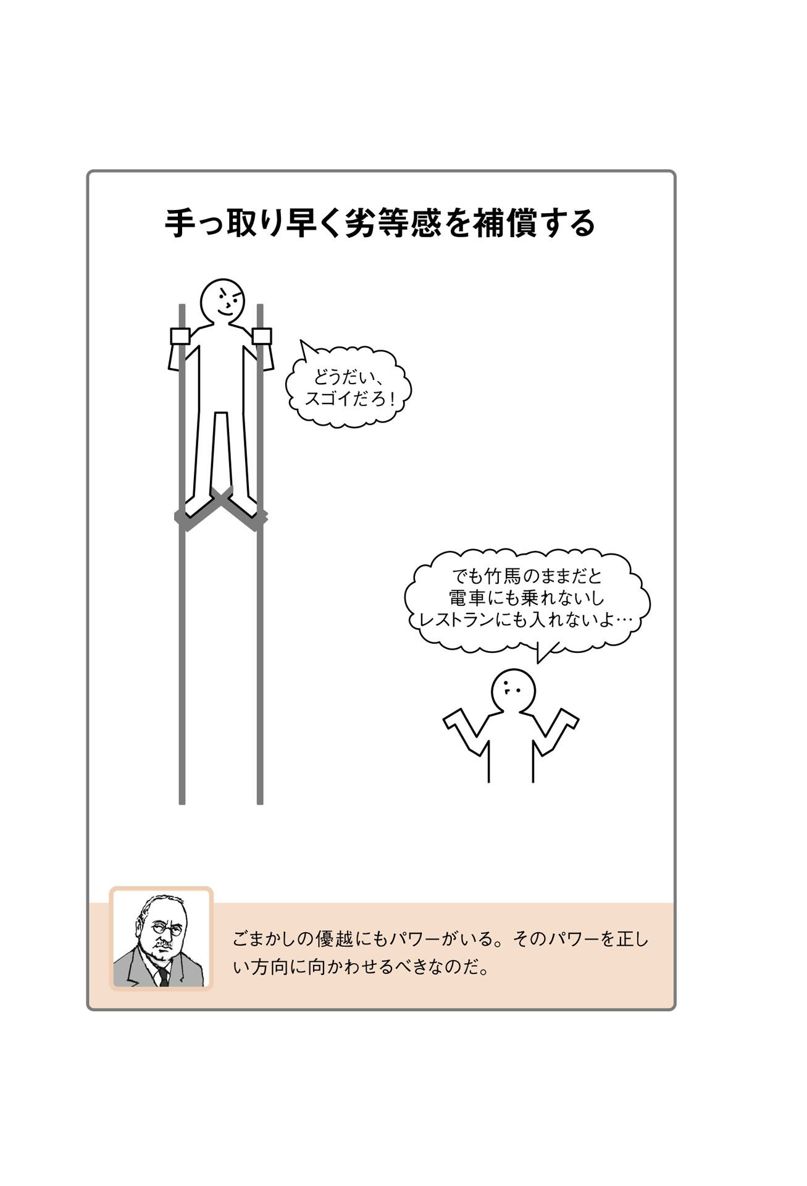 手っ取り早く劣等感を補償する
どうだい、
スゴイだろ！
でも竹馬のままだと
電車にも乗れないし
レストランにも入れないよ…
ごまかしの優越にもパワーがいる。そのパワーを正し
い方向に向かわせるべきなのだ。